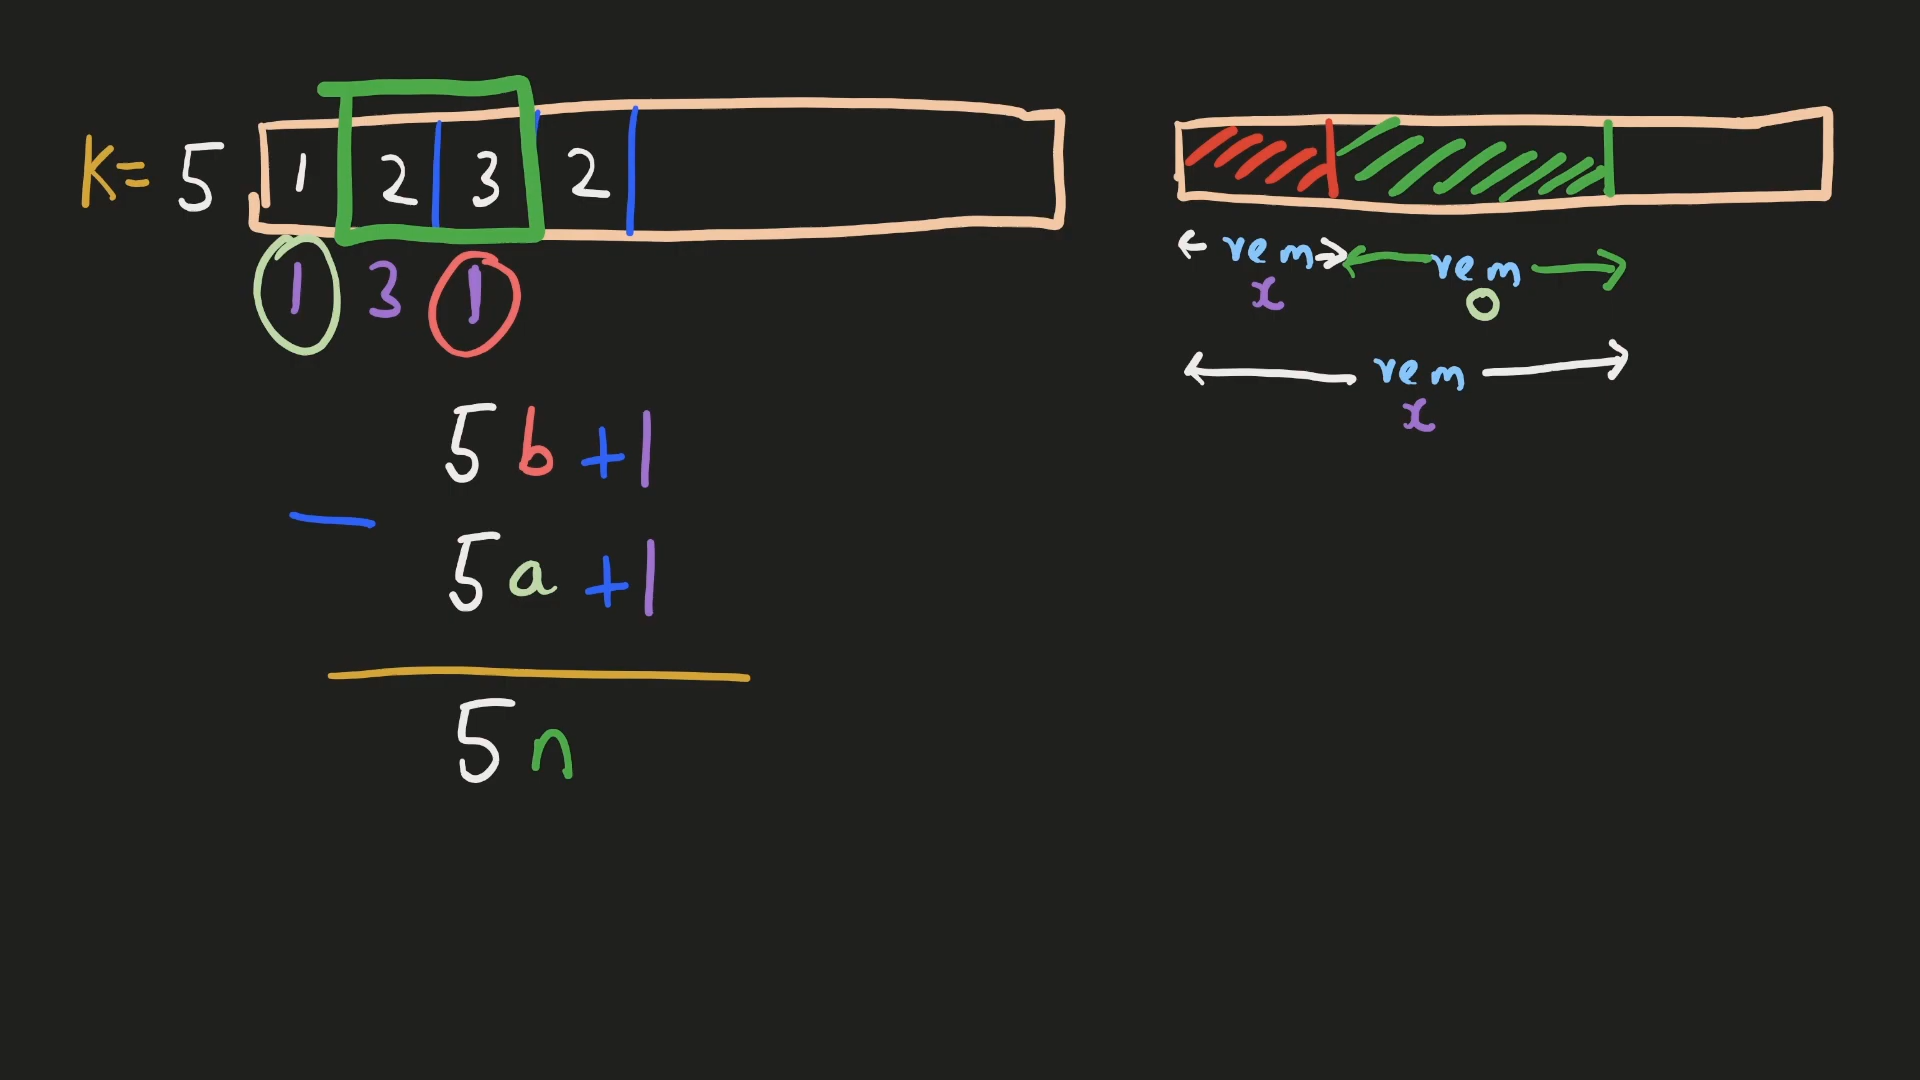 K= 5 1 2 3 2
1 3 1
rem rem
x 0
rem
x
5b+1
— 5a+1
5n